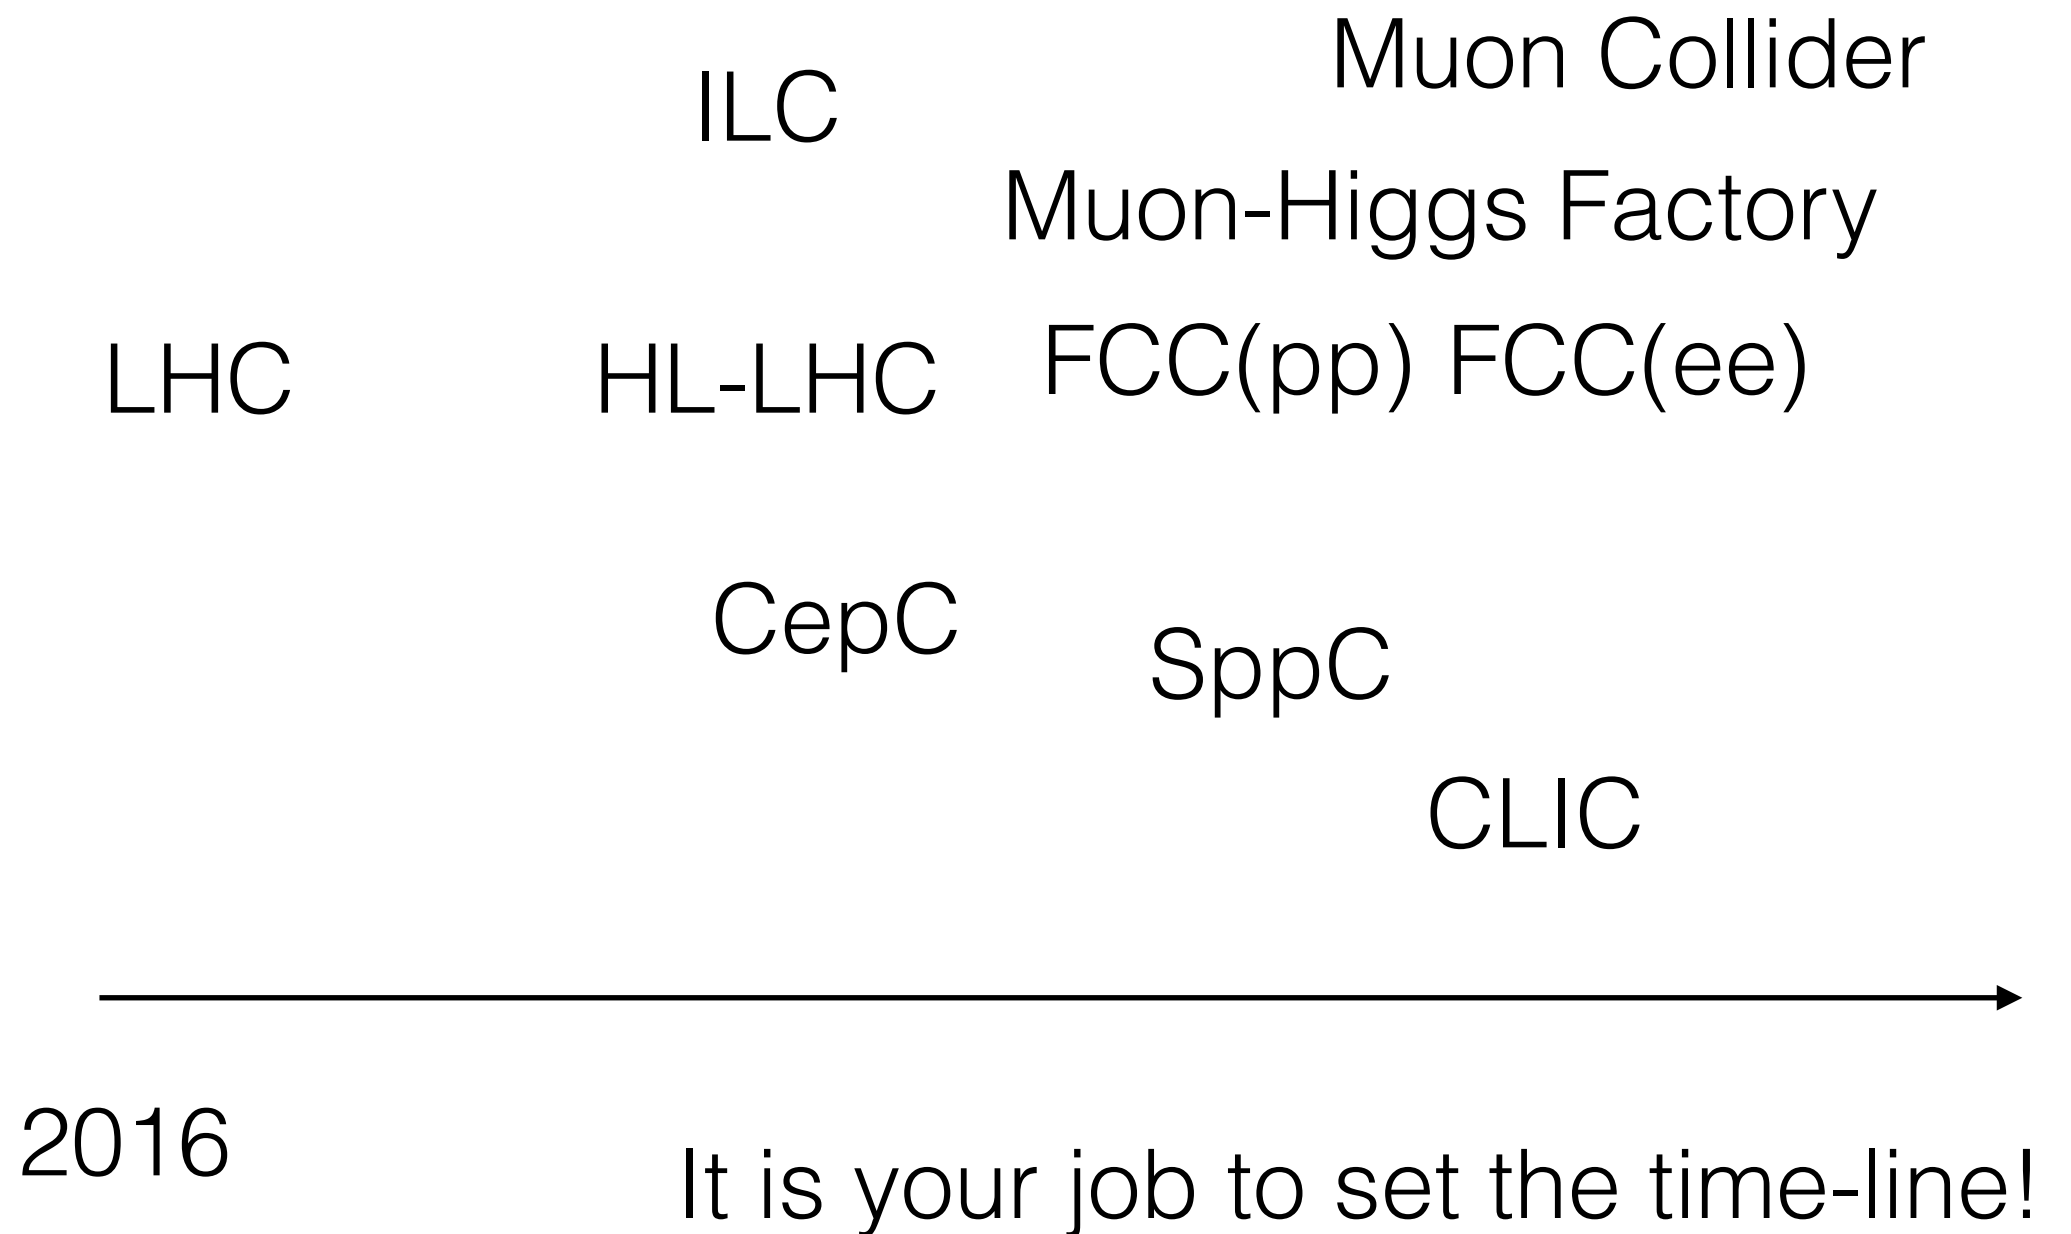 Muon Collider
ILC
Muon-Higgs Factory
LHC HL-LHC FCC(pp) FCC(ee)
CepC
SppC
CLIC
2016
It is your job to set the time-line!